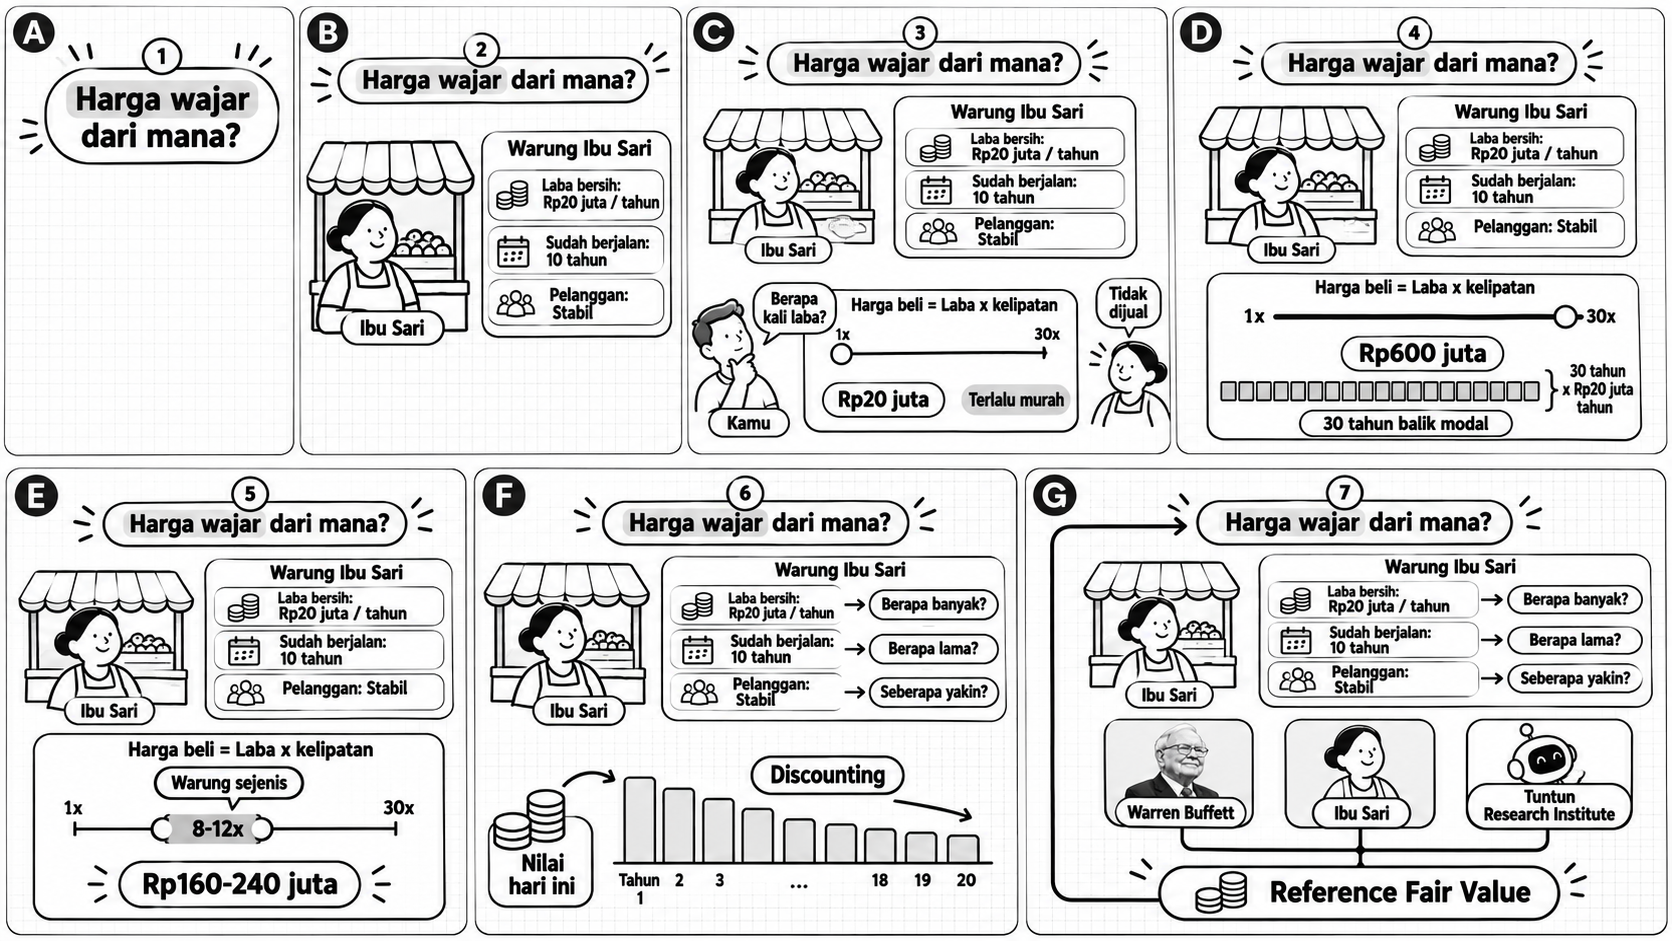 A
1
Harga wajar
dari mana?
B
2
Harga wajar dari mana?
Warung Ibu Sari
Laba bersih:
Rp20 juta / tahun
Sudah berjalan:
10 tahun
Pelanggan:
Stabil
Ibu Sari
C
3
Harga wajar dari mana?
Warung Ibu Sari
Laba bersih:
Rp20 juta / tahun
Sudah berjalan:
10 tahun
Pelanggan:
Stabil
Ibu Sari
Berapa
kali laba?
Harga beli = Laba x kelipatan
1x
30x
Rp20 juta
Terlalu murah
Tidak
dijual
Kamu
D
4
Harga wajar dari mana?
Warung Ibu Sari
Laba bersih:
Rp20 juta / tahun
Sudah berjalan:
10 tahun
Pelanggan: Stabil
Ibu Sari
Harga beli = Laba x kelipatan
1x
30x
Rp600 juta
30 tahun
x Rp20 juta
tahun
30 tahun balik modal
E
5
Harga wajar dari mana?
Warung Ibu Sari
Laba bersih:
Rp20 juta / tahun
Sudah berjalan:
10 tahun
Pelanggan: Stabil
Ibu Sari
Harga beli = Laba x kelipatan
Warung sejenis
1x
8-12x
30x
Rp160-240 juta
F
6
Harga wajar dari mana?
Warung Ibu Sari
Laba bersih:
Rp20 juta / tahun
Berapa banyak?
Sudah berjalan:
10 tahun
Berapa lama?
Pelanggan:
Stabil
Seberapa yakin?
Ibu Sari
Discounting
Nilai
hari ini
Tahun
1
2
3
...
18
19
20
G
7
Harga wajar dari mana?
Warung Ibu Sari
Laba bersih:
Rp20 juta / tahun
Berapa banyak?
Sudah berjalan:
10 tahun
Berapa lama?
Pelanggan:
Stabil
Seberapa yakin?
Ibu Sari
Warren Buffett
Ibu Sari
Tuntun
Research Institute
Reference Fair Value